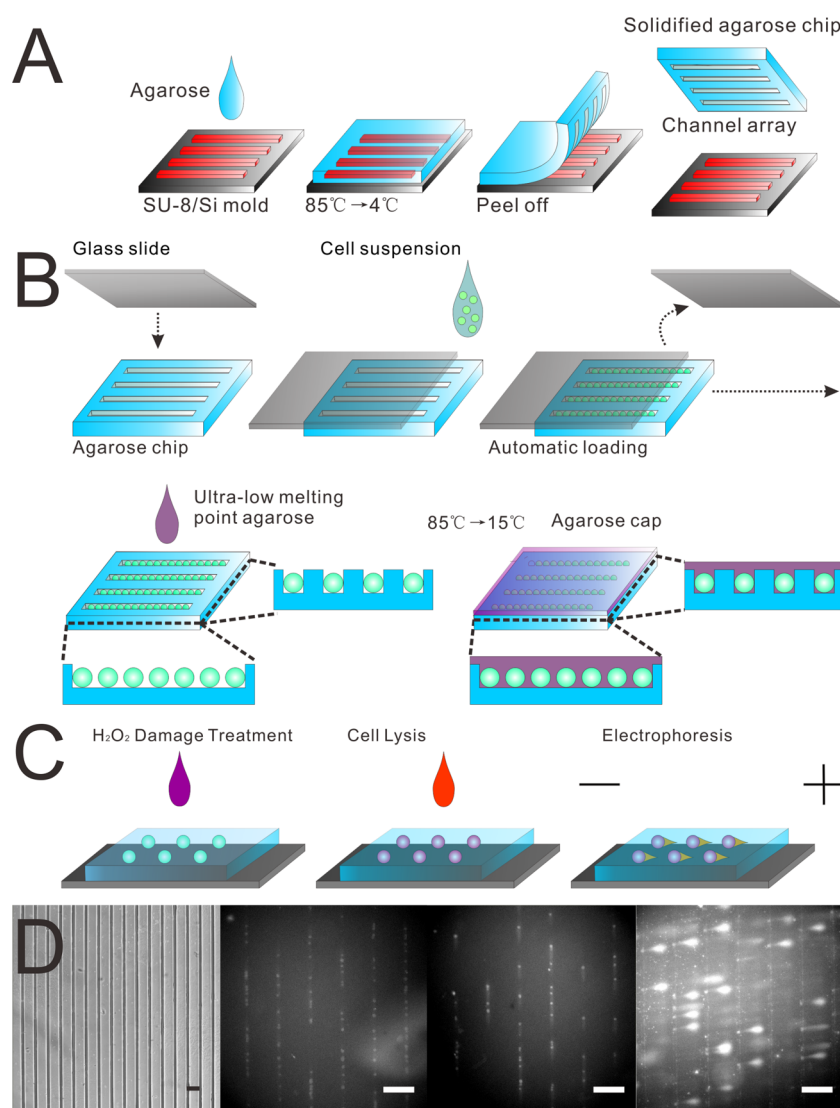 A
Agarose
SU-8/Si mold
85℃→4℃
Peel off
Solidified agarose chip
Channel array
B
Glass slide
Cell suspension
Agarose chip
Automatic loading
Ultra-low melting
point agarose
85℃→15℃
Agarose cap
C
H₂O₂ Damage Treatment
Cell Lysis
Electrophoresis
— +
D